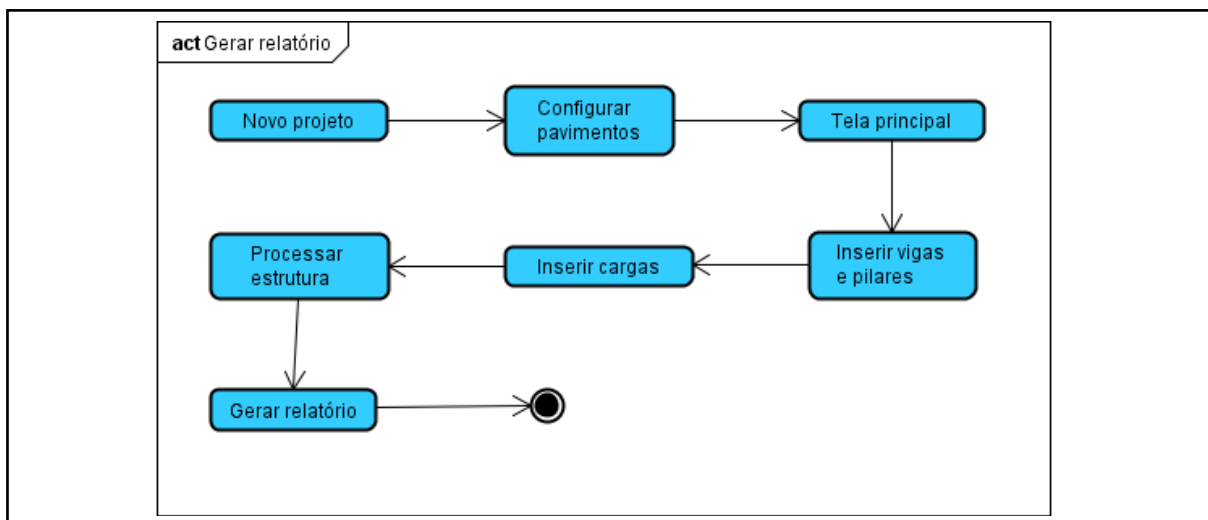 act Gerar relatório
Novo projeto
Configurar
pavimentos
Tela principal
Inserir vigas
e pilares
Inserir cargas
Processar
estrutura
Gerar relatório